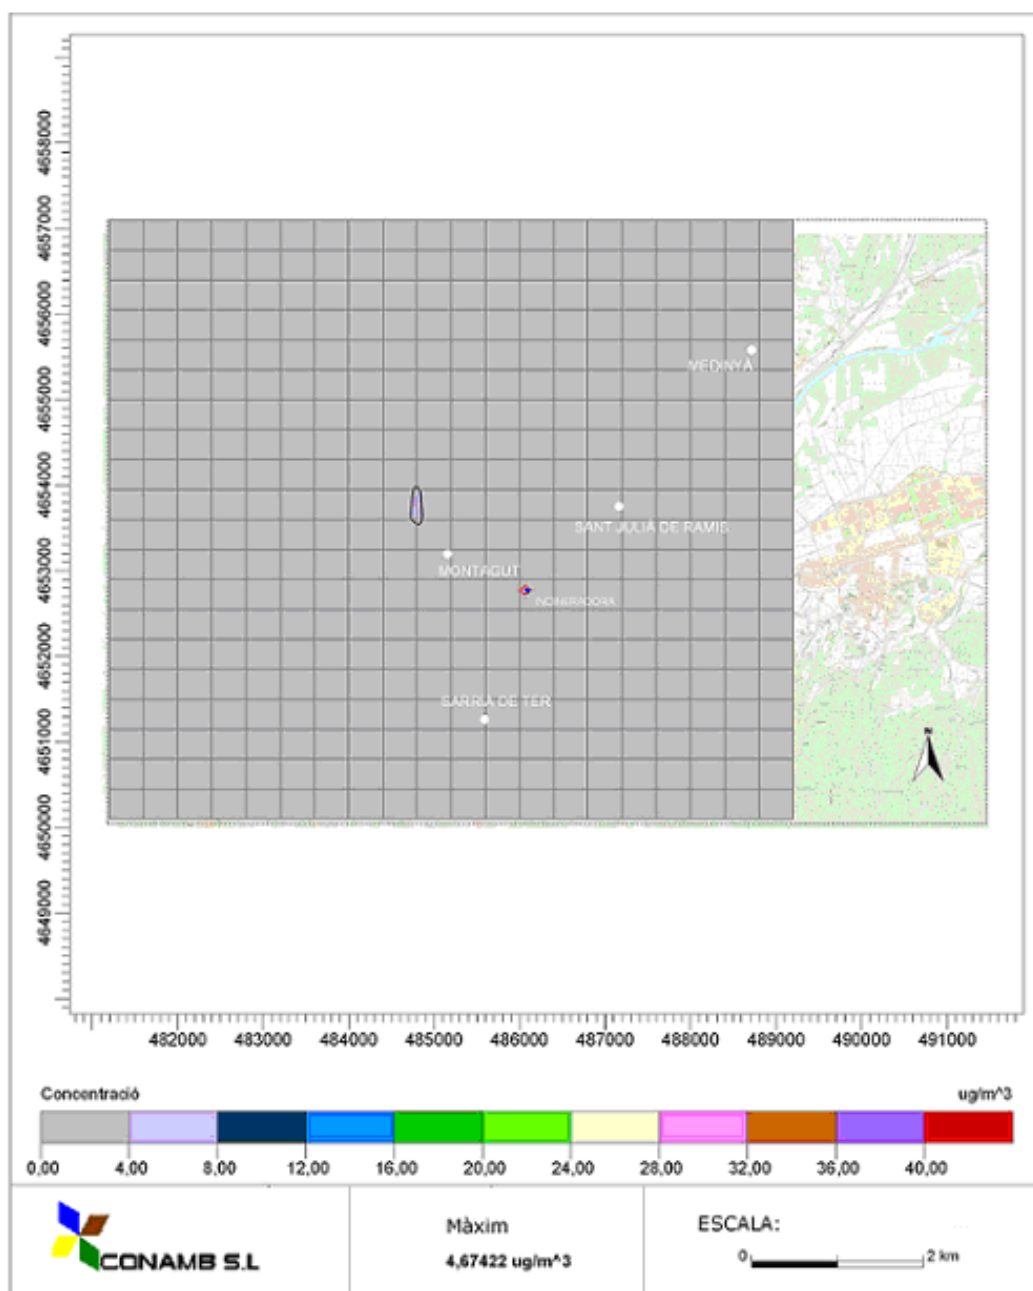 4658000
4657000
4656000
4655000
4654000
4653000
4652000
4651000
4650000
4649000
MEDINYÀ
SANT JULIÀ DE RAMIS
MONTAGUT
INCINERADORA
SARRIÀ DE TER
N
482000 483000 484000 485000 486000 487000 488000 489000 490000 491000
Concentració ug/m^3
0,00 4,00 8,00 12,00 16,00 20,00 24,00 28,00 32,00 36,00 40,00
CONAMB S.L
Màxim
4,67422 ug/m^3
ESCALA:
0 2 km